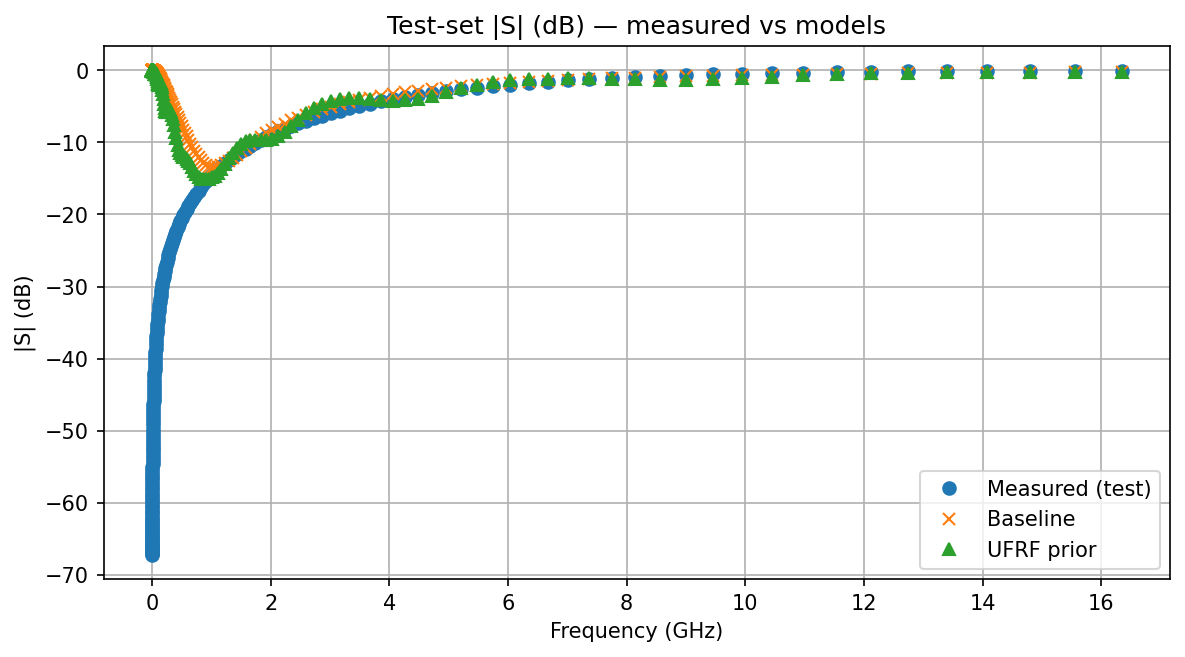 Test-set |S| (dB) — measured vs models
|S| (dB)
0
−10
−20
−30
−40
−50
−60
−70
0 2 4 6 8 10 12 14 16
Frequency (GHz)
Measured (test)
Baseline
UFRF prior